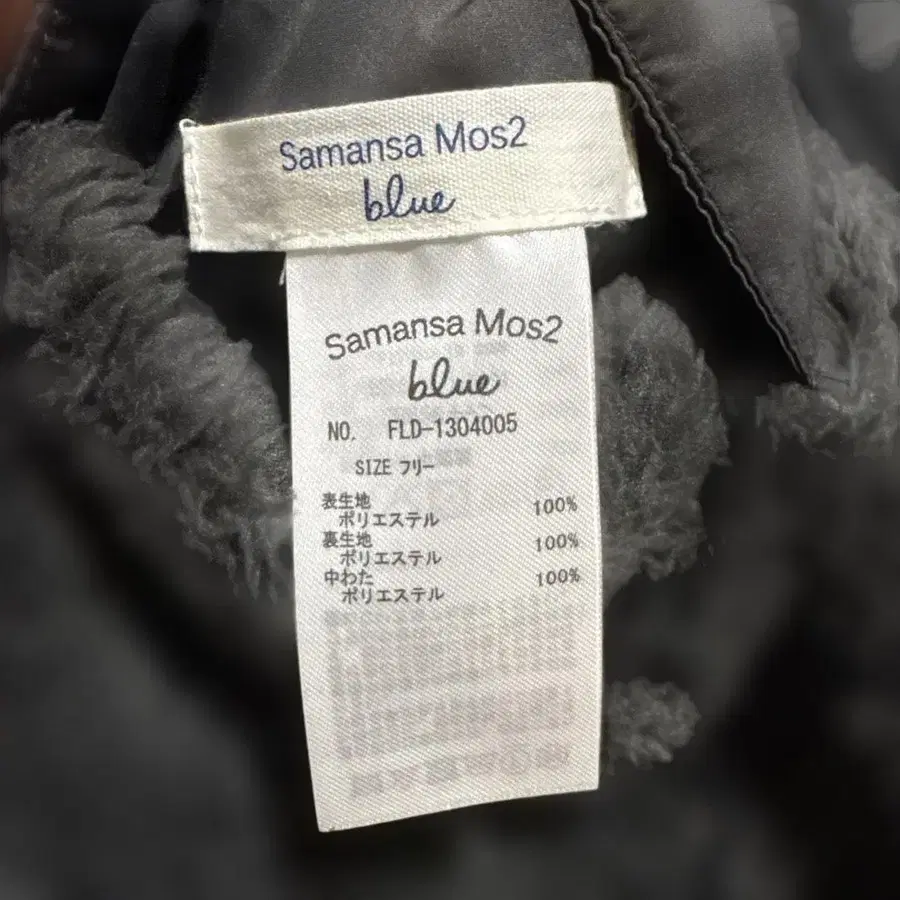 Samansa Mos2
blue
Samansa Mos2
blue
NO. FLD-1304005
SIZE フリー
表生地
ポリエステル 100%
裏生地
ポリエステル 100%
中わた
ポリエステル 100%